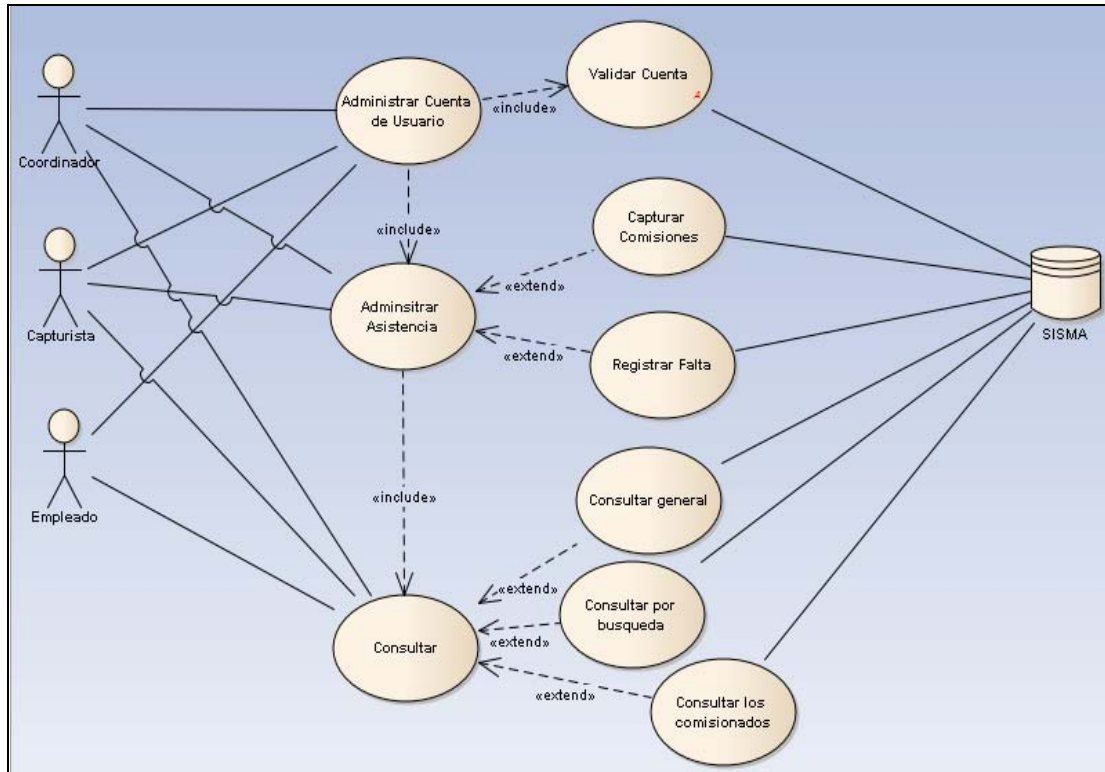 Validar Cuenta
A
Administrar Cuenta
de Usuario
«include»
Coordinador
Capturar
Comisiones
«include»
«extend»
Adminsitrar
Asistencia
SISMA
Capturista
«extend»
Registrar Falta
«include»
Consultar general
Empleado
«extend»
Consultar por
busqueda
«extend»
Consultar
«extend»
Consultar los
comisionados